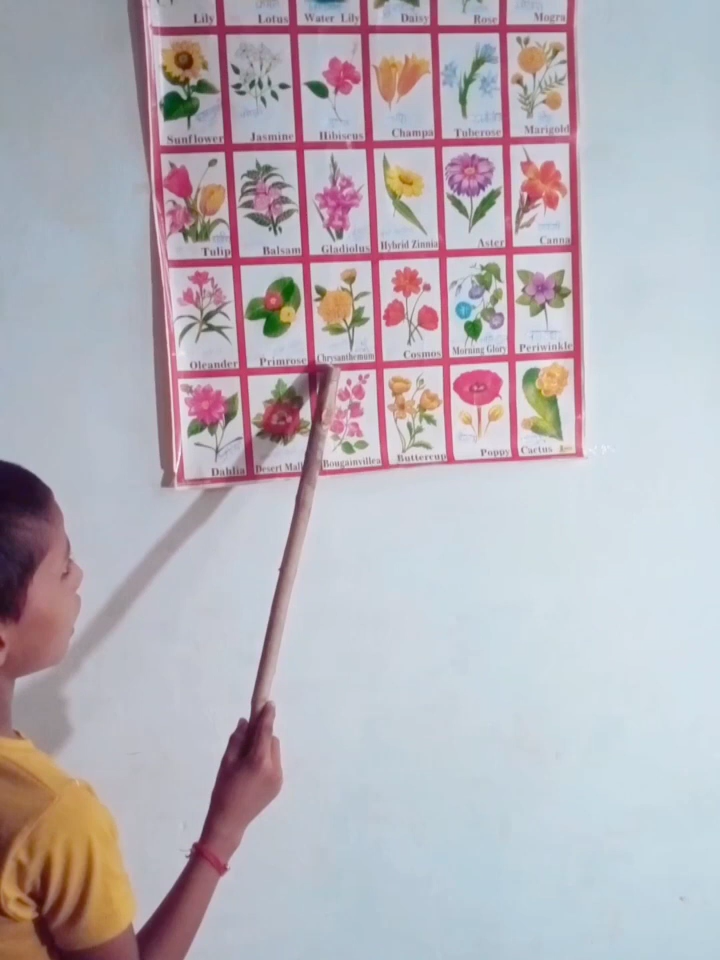 Lily Lotus Water Lily Daisy Rose Mogra
Sunflower Jasmine Hibiscus Champa Tuberose Marigold
Tulip Balsam Gladiolus Hybrid Zinnia Aster Canna
Oleander Primrose Chrysanthemum Cosmos Morning Glory Periwinkle
Dahlia Desert Bougainvillea Buttercup Poppy Cactus